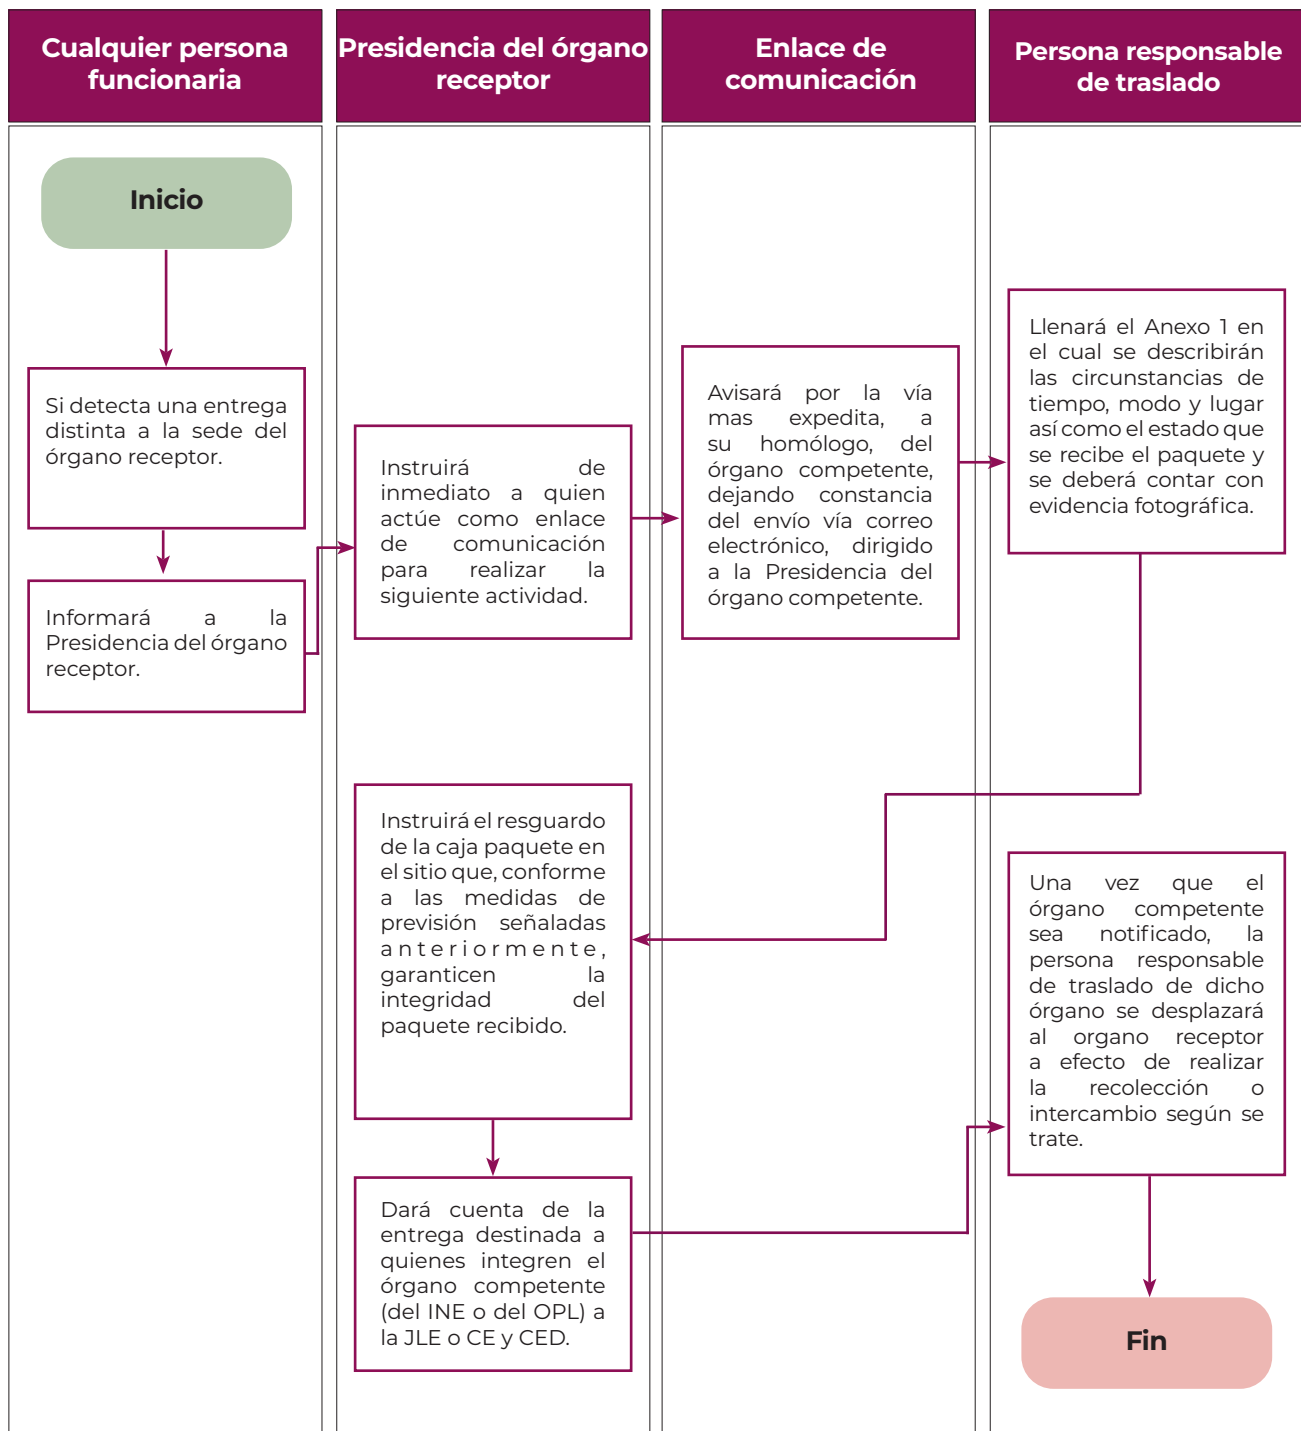 Cualquier persona
funcionaria
Presidencia del órgano
receptor
Enlace de
comunicación
Persona responsable
de traslado
Inicio
Si detecta una entrega
distinta a la sede del
órgano receptor.
Informará a la
Presidencia del órgano
receptor.
Instruirá de
inmediato a quien
actúe como enlace
de comunicación
para realizar la
siguiente actividad.
Avisará por la vía
mas expedita, a
su homólogo, del
órgano competente,
dejando constancia
del envío vía correo
electrónico, dirigido
a la Presidencia del
órgano competente.
Llenará el Anexo 1 en
el cual se describirán
las circunstancias de
tiempo, modo y lugar
así como el estado que
se recibe el paquete y
se deberá contar con
evidencia fotográfica.
Instruirá el resguardo
de la caja paquete en
el sitio que, conforme
a las medidas de
previsión señaladas
anteriormente,
garanticen la
integridad del
paquete recibido.
Dará cuenta de la
entrega destinada a
quienes integren el
órgano competente
(del INE o del OPL) a
la JLE o CE y CED.
Una vez que el
órgano competente
sea notificado, la
persona responsable
de traslado de dicho
órgano se desplazará
al organo receptor
a efecto de realizar
la recolección o
intercambio según se
trate.
Fin